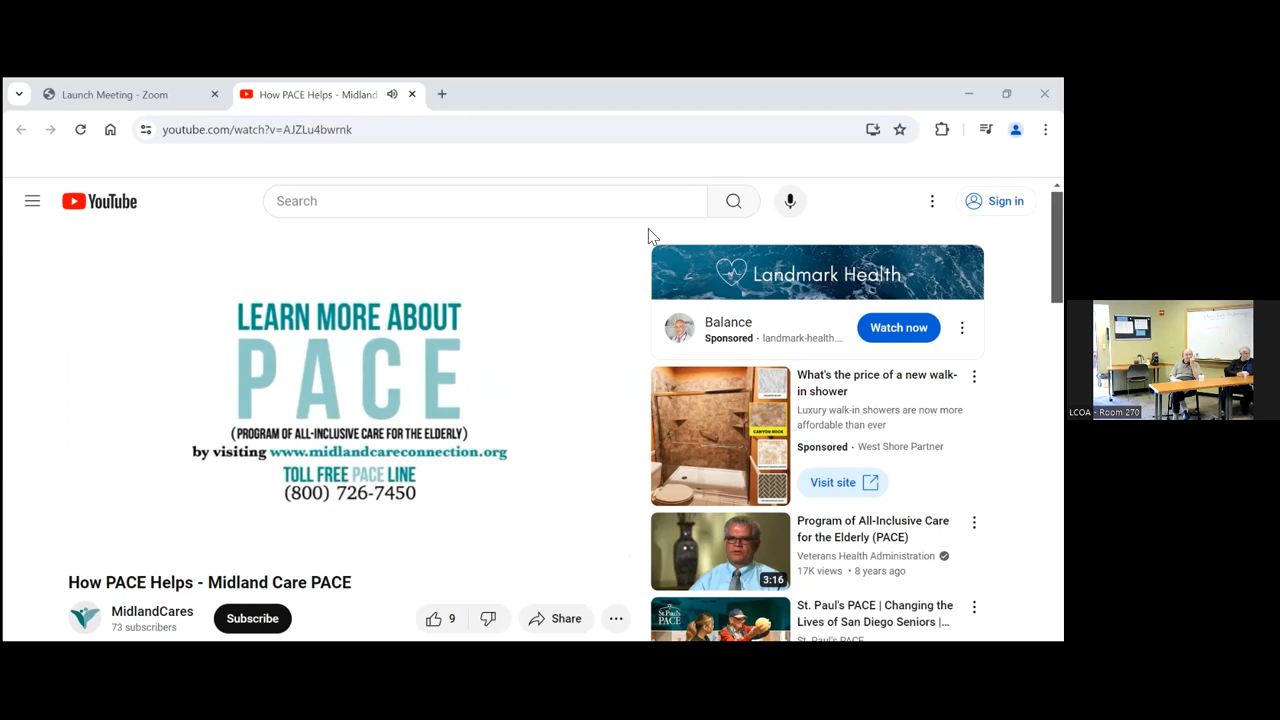 Launch Meeting - Zoom
How PACE Helps - Midland
youtube.com/watch?v=AJZLu4bwrnk
YouTube
Search
Sign in
LEARN MORE ABOUT
PACE
(PROGRAM OF ALL-INCLUSIVE CARE FOR THE ELDERLY)
by visiting www.midlandcareconnection.org
TOLL FREE PACE LINE
(800) 726-7450
How PACE Helps - Midland Care PACE
MidlandCares
73 subscribers
Subscribe
9
Share
Landmark Health
Balance
Sponsored · landmark-health....
Watch now
What's the price of a new walk-
in shower
Luxury walk-in showers are now more
affordable than ever
Sponsored · West Shore Partner
Visit site
Program of All-Inclusive Care
for the Elderly (PACE)
Veterans Health Administration
17K views · 8 years ago
3:16
St. Paul's PACE | Changing the
Lives of San Diego Seniors |...
St. Paul's PACE
St. Paul's
PACE
LCOA - Room 270